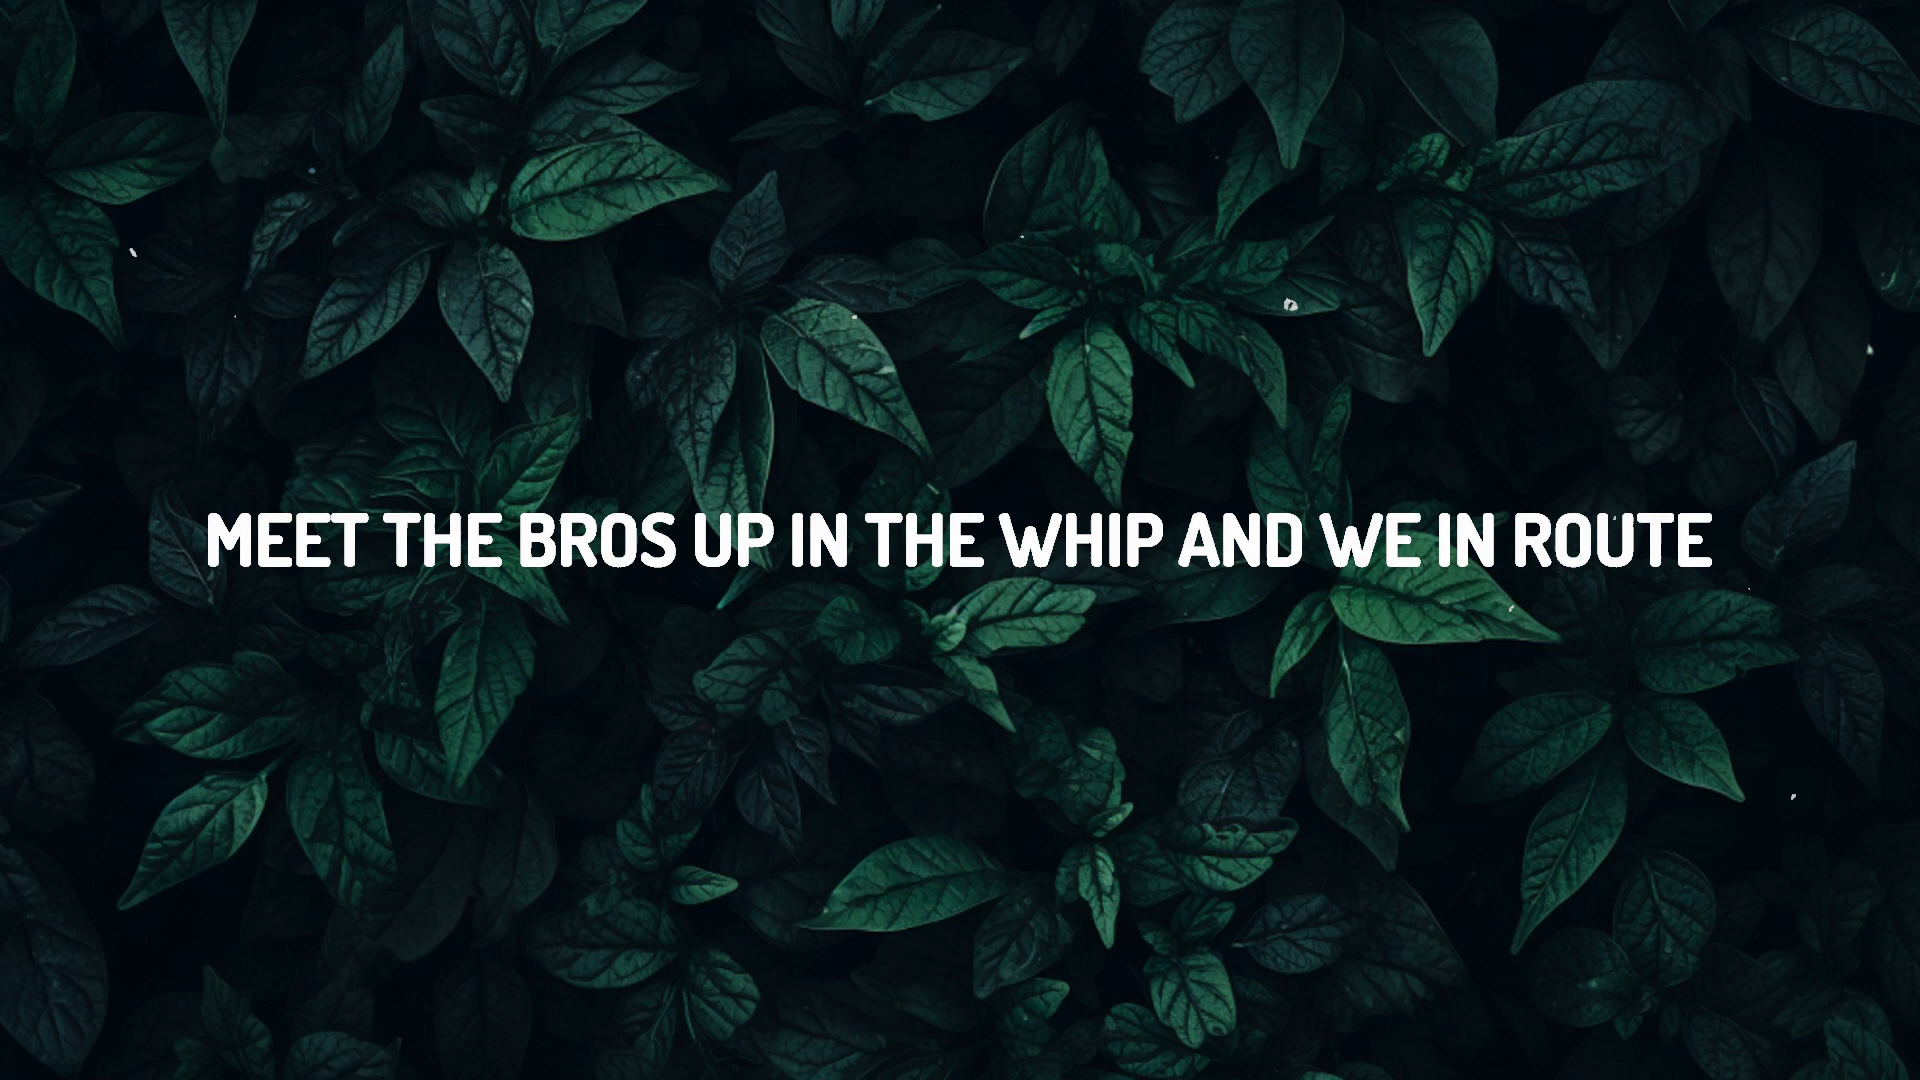 MEET THE BROS UP IN THE WHIP AND WE IN ROUTE